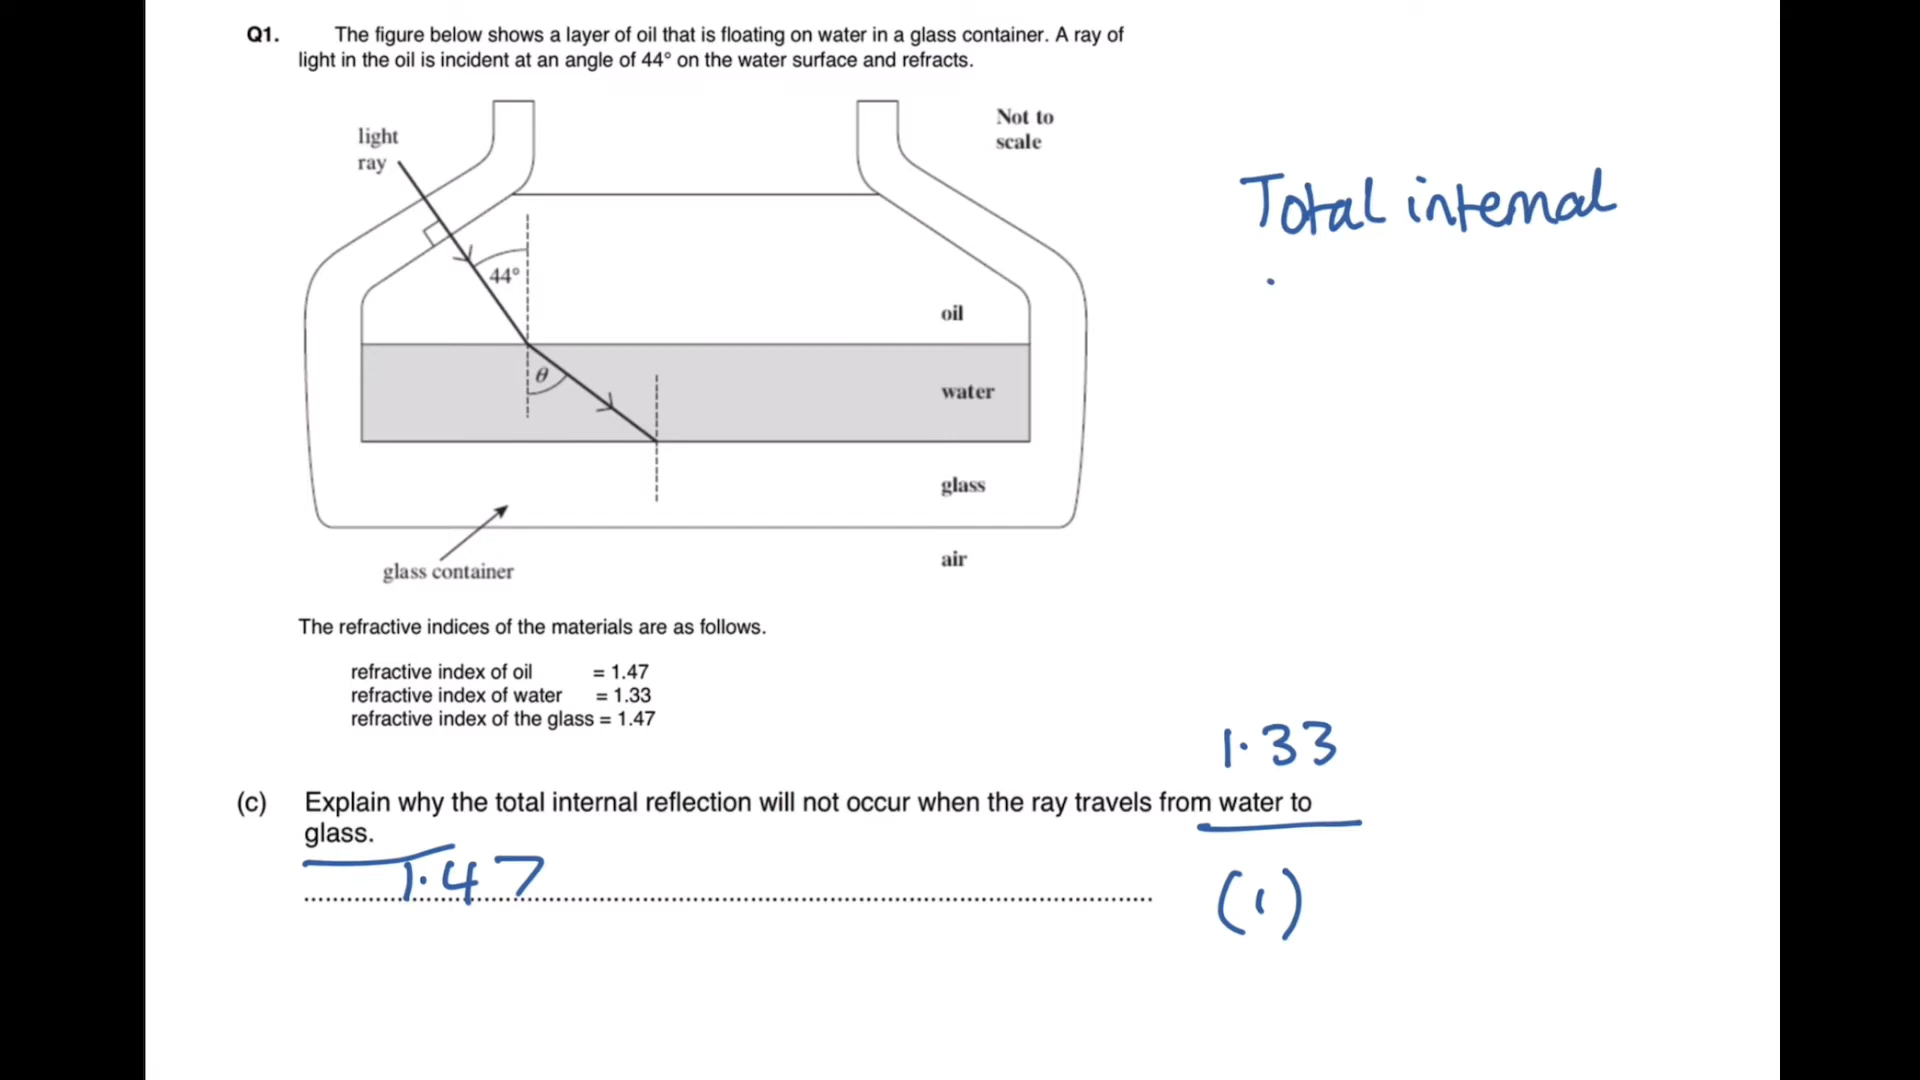 Q1. The figure below shows a layer of oil that is floating on water in a glass container. A ray of
light in the oil is incident at an angle of 44° on the water surface and refracts.
Not to
scale
light
ray
Total internal
44°
oil
θ
water
glass
air
glass container
The refractive indices of the materials are as follows.
refractive index of oil = 1.47
refractive index of water = 1.33
refractive index of the glass = 1.47
1.33
(c) Explain why the total internal reflection will not occur when the ray travels from water to
glass.
1.47
(1)